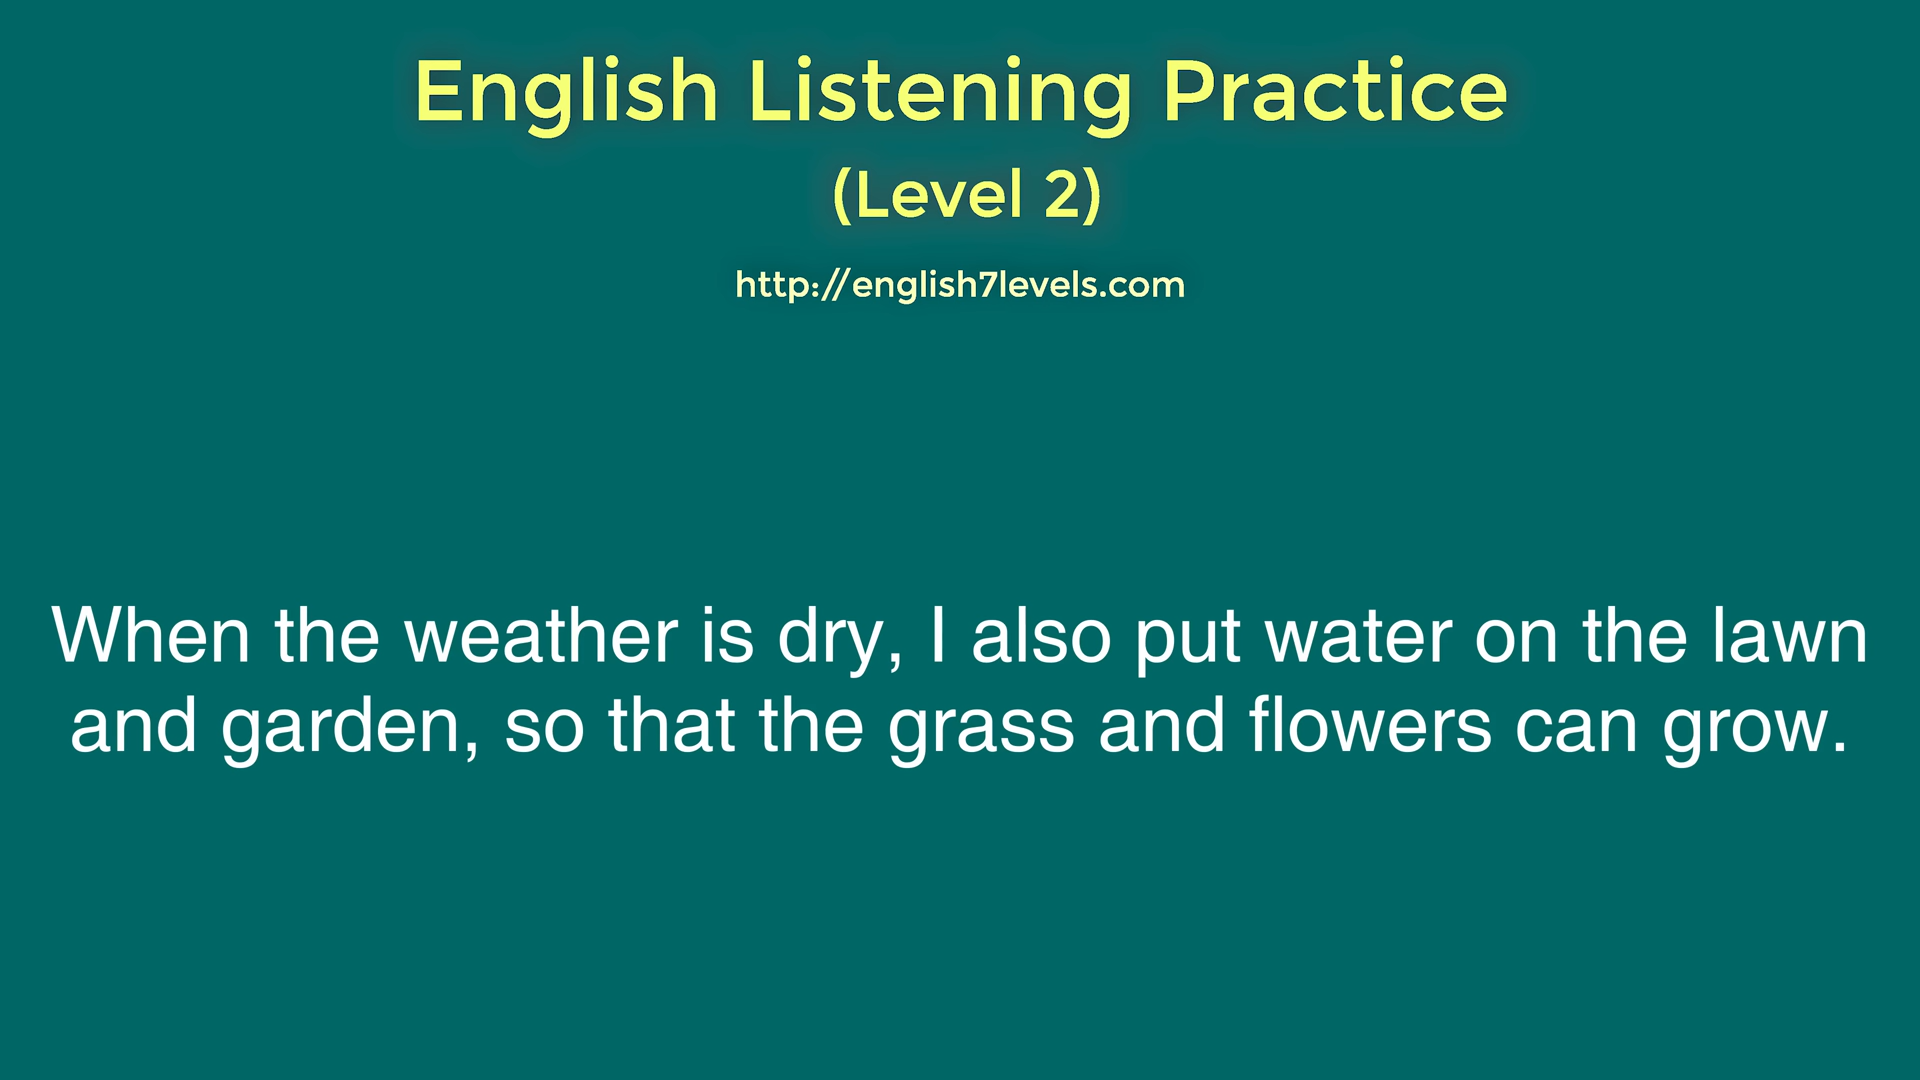 English Listening Practice
(Level 2)
http://english7levels.com
When the weather is dry, I also put water on the lawn
and garden, so that the grass and flowers can grow.